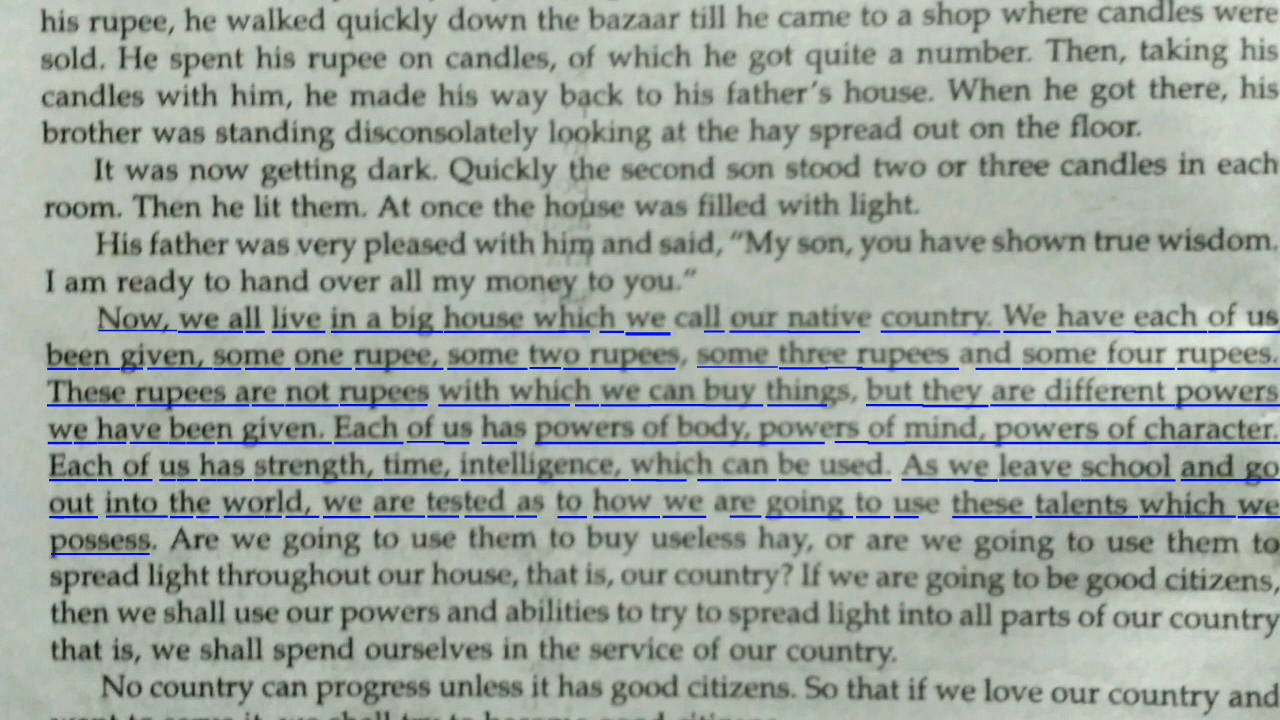 his rupee, he walked quickly down the bazaar till he came to a shop where candles were
sold. He spent his rupee on candles, of which he got quite a number. Then, taking his
candles with him, he made his way back to his father's house. When he got there, his
brother was standing disconsolately looking at the hay spread out on the floor.
It was now getting dark. Quickly the second son stood two or three candles in each
room. Then he lit them. At once the house was filled with light.
His father was very pleased with him and said, "My son, you have shown true wisdom.
I am ready to hand over all my money to you."
Now, we all live in a big house which we call our native country. We have each of us
been given, some one rupee, some two rupees, some three rupees and some four rupees.
These rupees are not rupees with which we can buy things, but they are different powers
we have been given. Each of us has powers of body, powers of mind, powers of character.
Each of us has strength, time, intelligence, which can be used. As we leave school and go
out into the world, we are tested as to how we are going to use these talents which we
possess. Are we going to use them to buy useless hay, or are we going to use them to
spread light throughout our house, that is, our country? If we are going to be good citizens,
then we shall use our powers and abilities to try to spread light into all parts of our country
that is, we shall spend ourselves in the service of our country.
No country can progress unless it has good citizens. So that if we love our country and